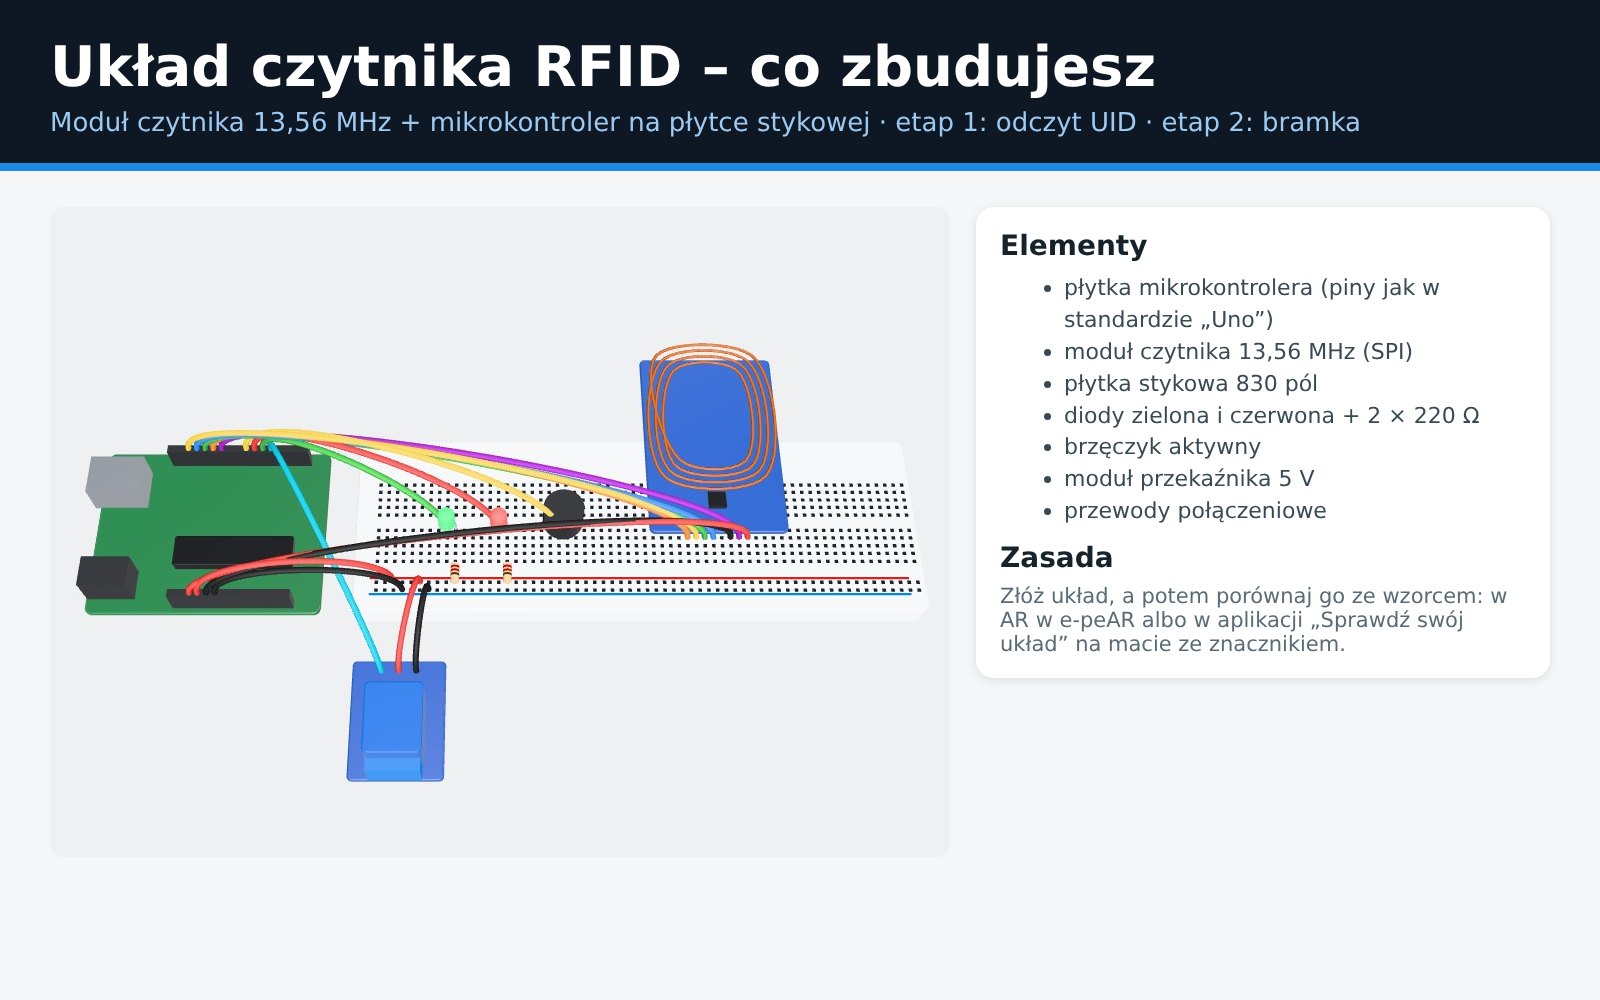 Układ czytnika RFID – co zbudujesz
Moduł czytnika 13,56 MHz + mikrokontroler na płytce stykowej · etap 1: odczyt UID · etap 2: bramka
Elementy
• płytka mikrokontrolera (piny jak w
standardzie „Uno”)
• moduł czytnika 13,56 MHz (SPI)
• płytka stykowa 830 pól
• diody zielona i czerwona + 2 × 220 Ω
• brzęczyk aktywny
• moduł przekaźnika 5 V
• przewody połączeniowe
Zasada
Złóż układ, a potem porównaj go ze wzorcem: w
AR w e-peAR albo w aplikacji „Sprawdź swój
układ” na macie ze znacznikiem.